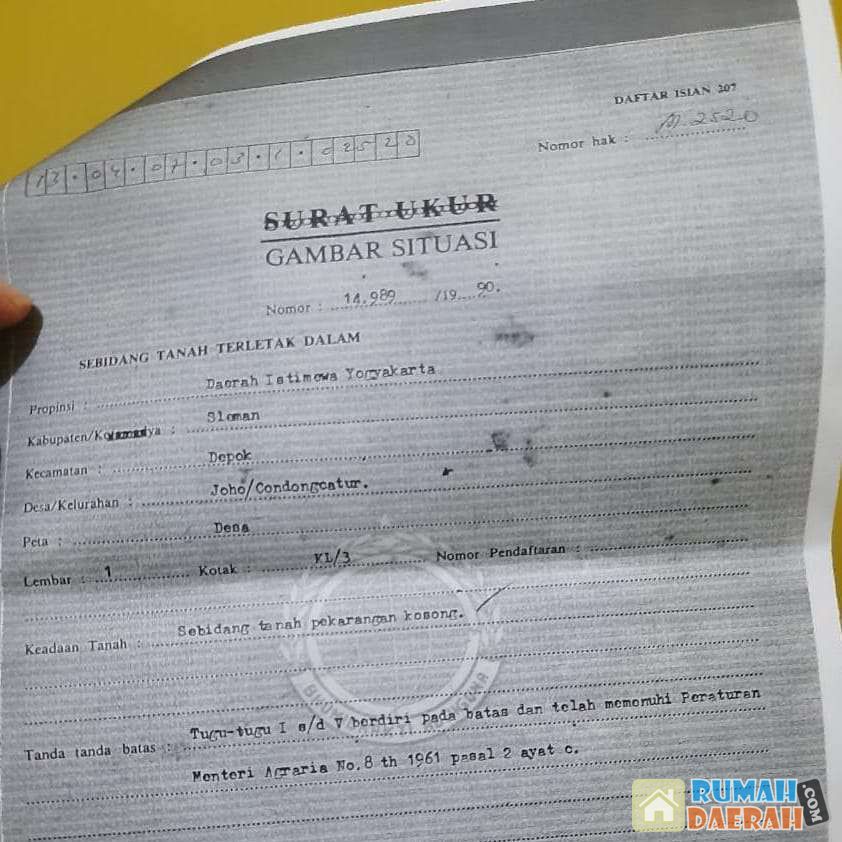 DAFTAR ISIAN 207
Nomor hak : M. 2520
13.04.07.03.1.02520
SURAT UKUR
GAMBAR SITUASI
Nomor : 14.989 /19 90.
SEBIDANG TANAH TERLETAK DALAM
Propinsi : Daerah Istimewa Yogyakarta
Kabupaten/Kotamadya : Sleman
Kecamatan : Depok
Desa/Kelurahan : Joho/Condongcatur.
Peta : Desa
Lembar : 1 Kotak : KL/3 Nomor Pendaftaran :
Keadaan Tanah : Sebidang tanah pekarangan kosong.
Tanda tanda batas : Tugu-tugu I s/d V berdiri pada batas dan telah memenuhi Peraturan
Menteri Agraria No.8 th 1961 pasal 2 ayat c.
RUMAH
DAERAH
.COM